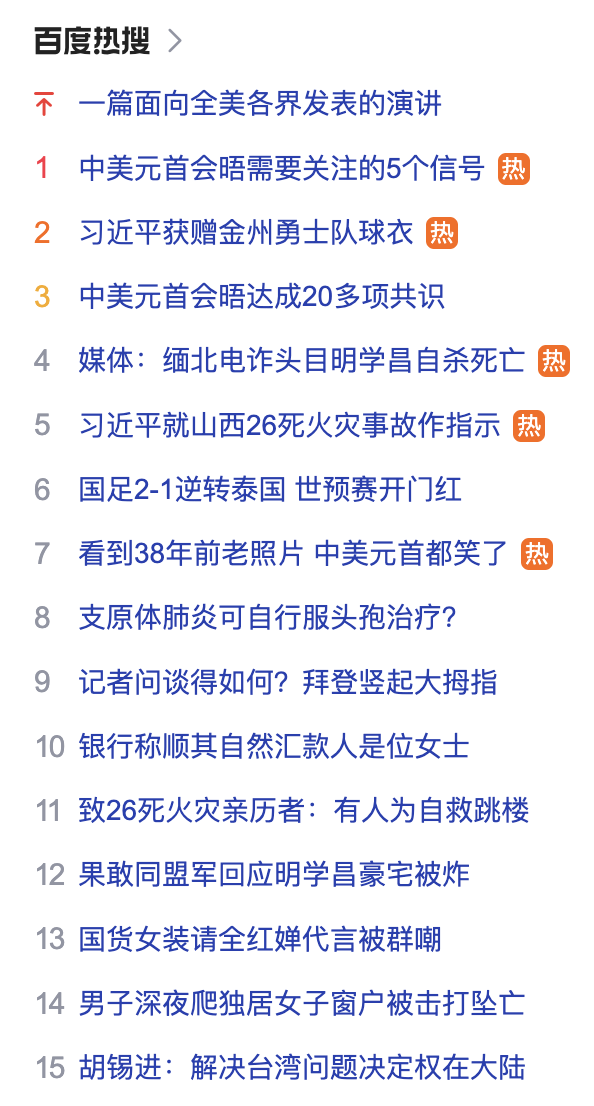 百度热搜
一篇面向全美各界发表的演讲
1 中美元首会晤需要关注的5个信号 热
2 习近平获赠金州勇士队球衣 热
3 中美元首会晤达成20多项共识
4 媒体：缅北电诈头目明学昌自杀死亡 热
5 习近平就山西26死火灾事故作指示 热
6 国足2-1逆转泰国 世预赛开门红
7 看到38年前老照片 中美元首都笑了 热
8 支原体肺炎可自行服头孢治疗?
9 记者问谈得如何? 拜登竖起大拇指
10 银行称顺其自然汇款人是位女士
11 致26死火灾亲历者：有人为自救跳楼
12 果敢同盟军回应明学昌豪宅被炸
13 国货女装请全红婵代言被群嘲
14 男子深夜爬独居女子窗户被击打坠亡
15 胡锡进：解决台湾问题决定权在大陆